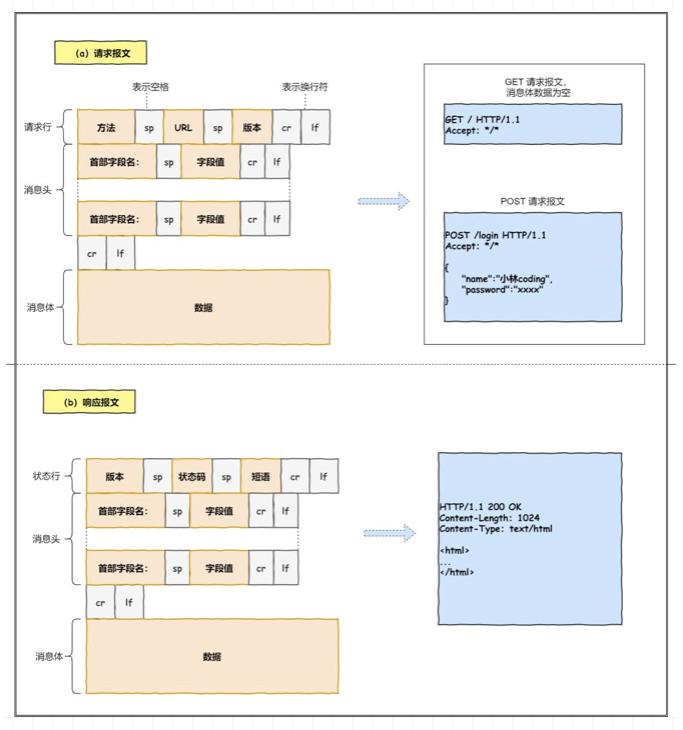 (a) 请求报文
表示空格
表示换行符
请求行
方法
sp
URL
sp
版本
cr
lf
消息头
首部字段名:
sp
字段值
cr
lf
首部字段名:
sp
字段值
cr
lf
cr
lf
消息体
数据
GET 请求报文,
消息体数据为空
GET / HTTP/1.1
Accept: */*
POST 请求报文
POST /login HTTP/1.1
Accept: */*
{
"name":"小林coding",
"password":"xxxx"
}
(b) 响应报文
状态行
版本
sp
状态码
sp
短语
cr
lf
消息头
首部字段名:
sp
字段值
cr
lf
首部字段名:
sp
字段值
cr
lf
cr
lf
消息体
数据
HTTP/1.1 200 OK
Content-Length: 1024
Content-Type: text/html
<html>
...
</html>